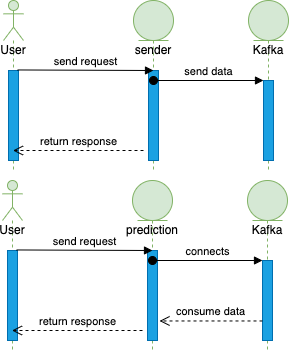 User sender Kafka
send request
send data
return response
User prediction Kafka
send request
connects
consume data
return response